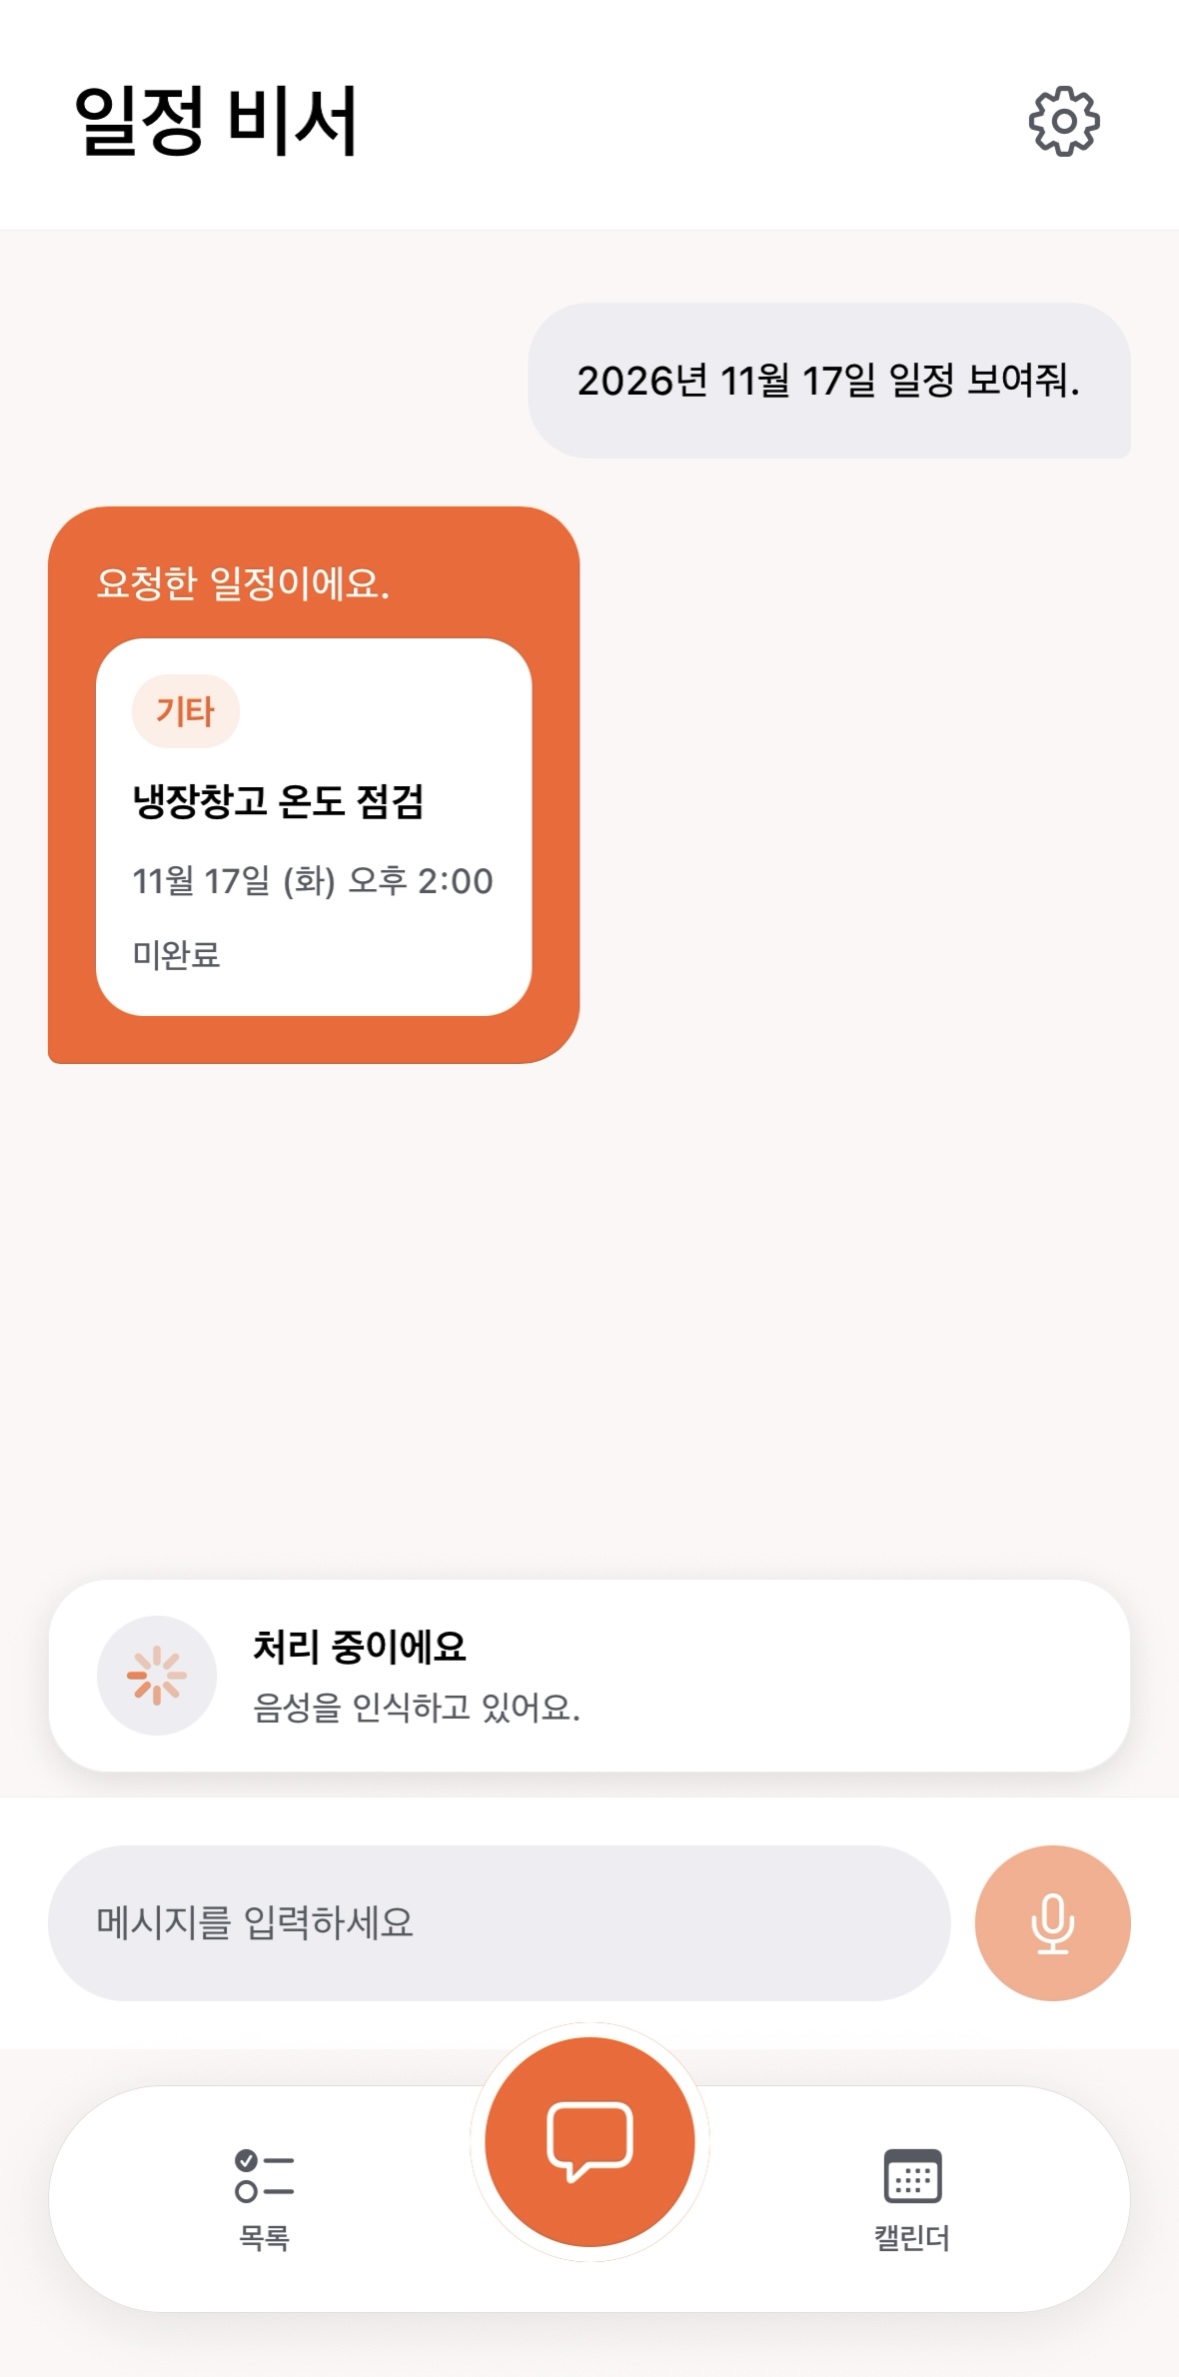 일정 비서
2026년 11월 17일 일정 보여줘.
요청한 일정이에요.
기타
냉장창고 온도 점검
11월 17일 (화) 오후 2:00
미완료
처리 중이에요
음성을 인식하고 있어요.
메시지를 입력하세요
목록
캘린더